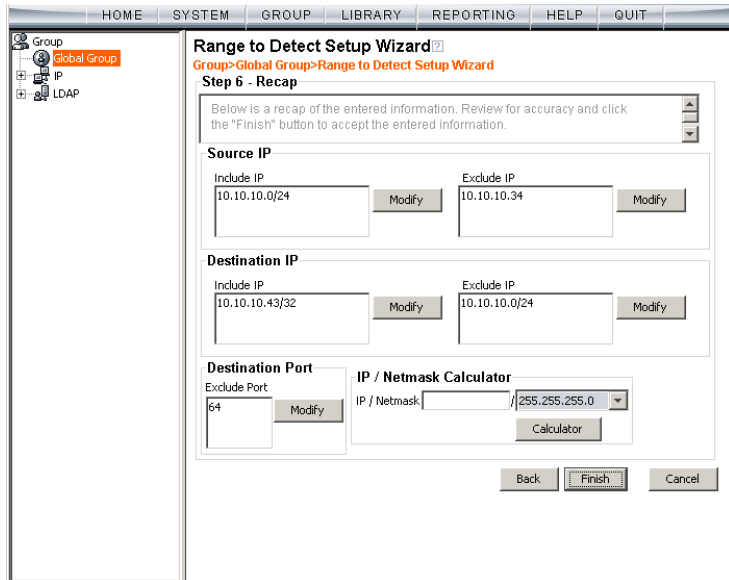 HOME SYSTEM GROUP LIBRARY REPORTING HELP QUIT
Group
Global Group
IP
LDAP
Range to Detect Setup Wizard?
Group>Global Group>Range to Detect Setup Wizard
Step 6 - Recap
Below is a recap of the entered information. Review for accuracy and click
the "Finish" button to accept the entered information.
Source IP
Include IP Exclude IP
10.10.10.0/24 Modify 10.10.10.34 Modify
Destination IP
Include IP Exclude IP
10.10.10.43/32 Modify 10.10.10.0/24 Modify
Destination Port
Exclude Port
64 Modify
IP / Netmask Calculator
IP / Netmask / 255.255.255.0
Calculator
Back Finish Cancel